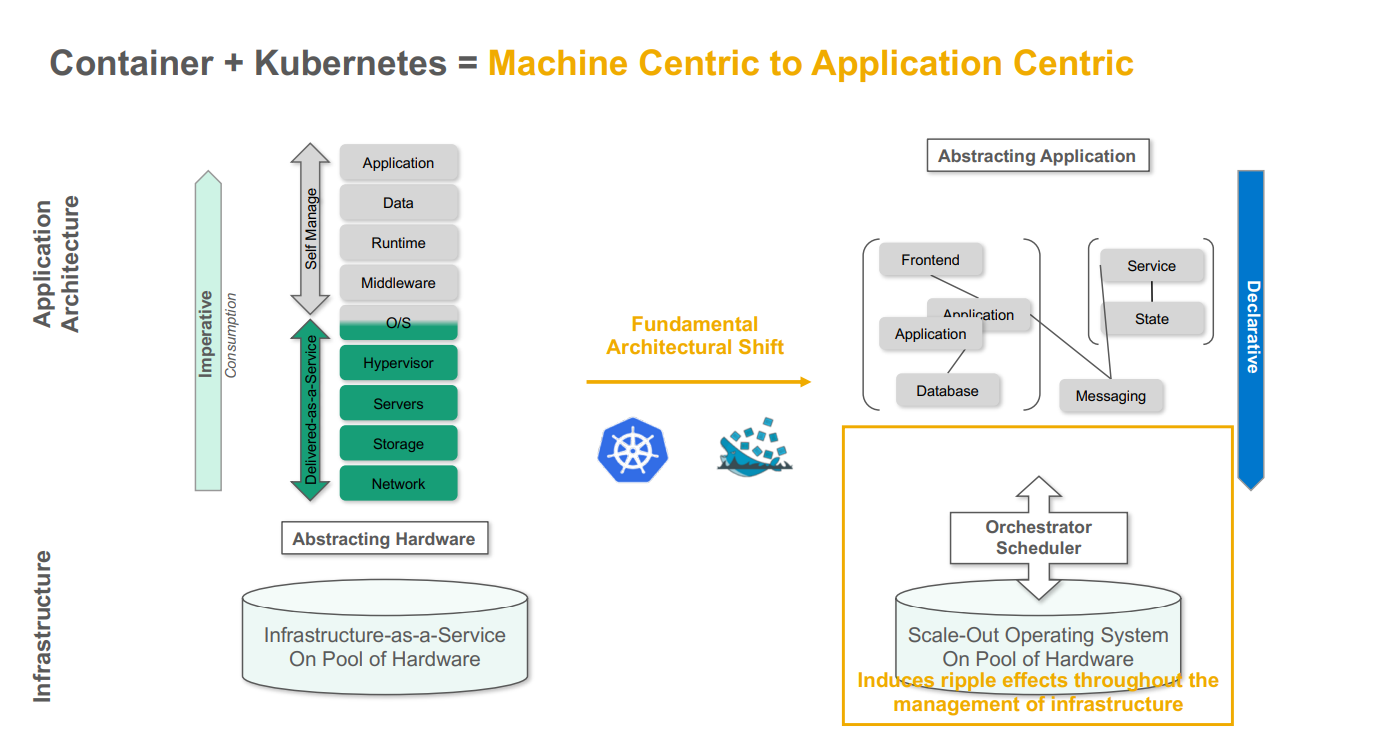 Container + Kubernetes = Machine Centric to Application Centric
Application
Architecture
Imperative
Consumption
Self Manage
Delivered-as-a-Service
Application
Data
Runtime
Middleware
O/S
Hypervisor
Servers
Storage
Network
Abstracting Hardware
Infrastructure
Infrastructure-as-a-Service
On Pool of Hardware
Fundamental
Architectural Shift
Abstracting Application
Frontend
Application
Application
Database
Service
State
Messaging
Declarative
Orchestrator
Scheduler
Scale-Out Operating System
On Pool of Hardware
Induces ripple effects throughout the
management of infrastructure